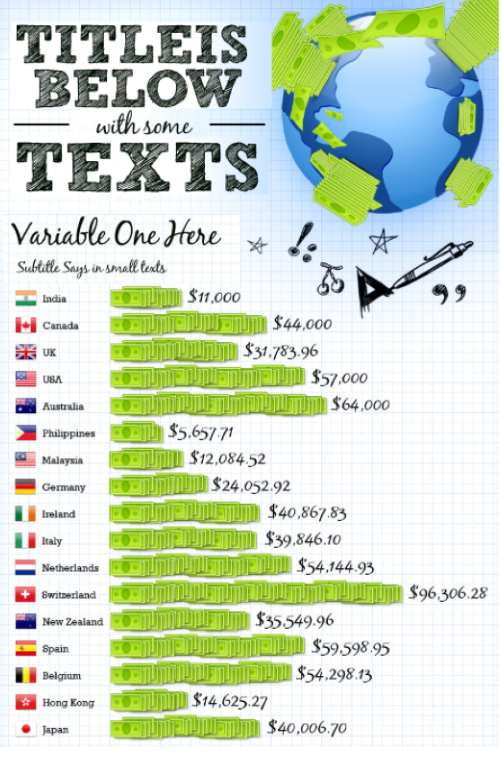 TITLEIS
BELOW
with some
TEXTS
Variable One Here
Subtitle Says in small texts
India $11,000
Canada $44,000
UK $31,783.96
USA $57,000
Australia $64,000
Philippines $5,657.71
Malaysia $12,084.52
Germany $24,052.92
Ireland $40,867.83
Italy $39,846.10
Netherlands $54,144.93
Switzerland $96,306.28
New Zealand $35,549.96
Spain $59,598.95
Belgium $54,298.13
Hong Kong $14,625.27
Japan $40,006.70